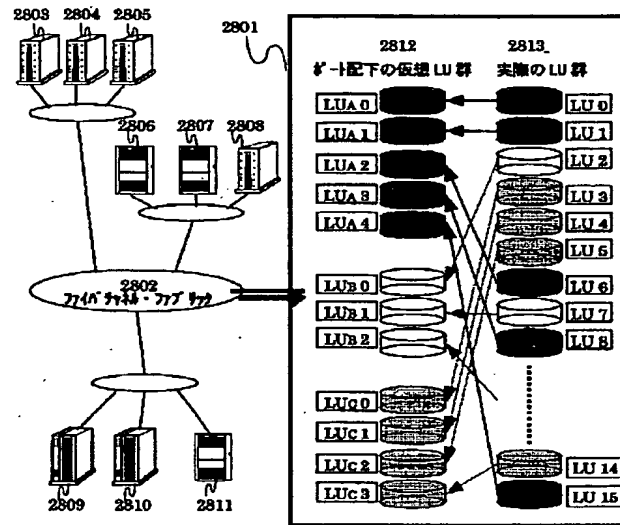 2803 2804 2805
2801
2806 2807 2808
2802
ファイバチャネル・ファブリック
2809 2810 2811
2812
ポート配下の仮想LU群
2813
実際のLU群
LUA 0
LUA 1
LUA 2
LUA 3
LUA 4
LUB 0
LUB 1
LUB 2
LUC 0
LUC 1
LUC 2
LUC 3
LU 0
LU 1
LU 2
LU 3
LU 4
LU 5
LU 6
LU 7
LU 8
LU 14
LU 15